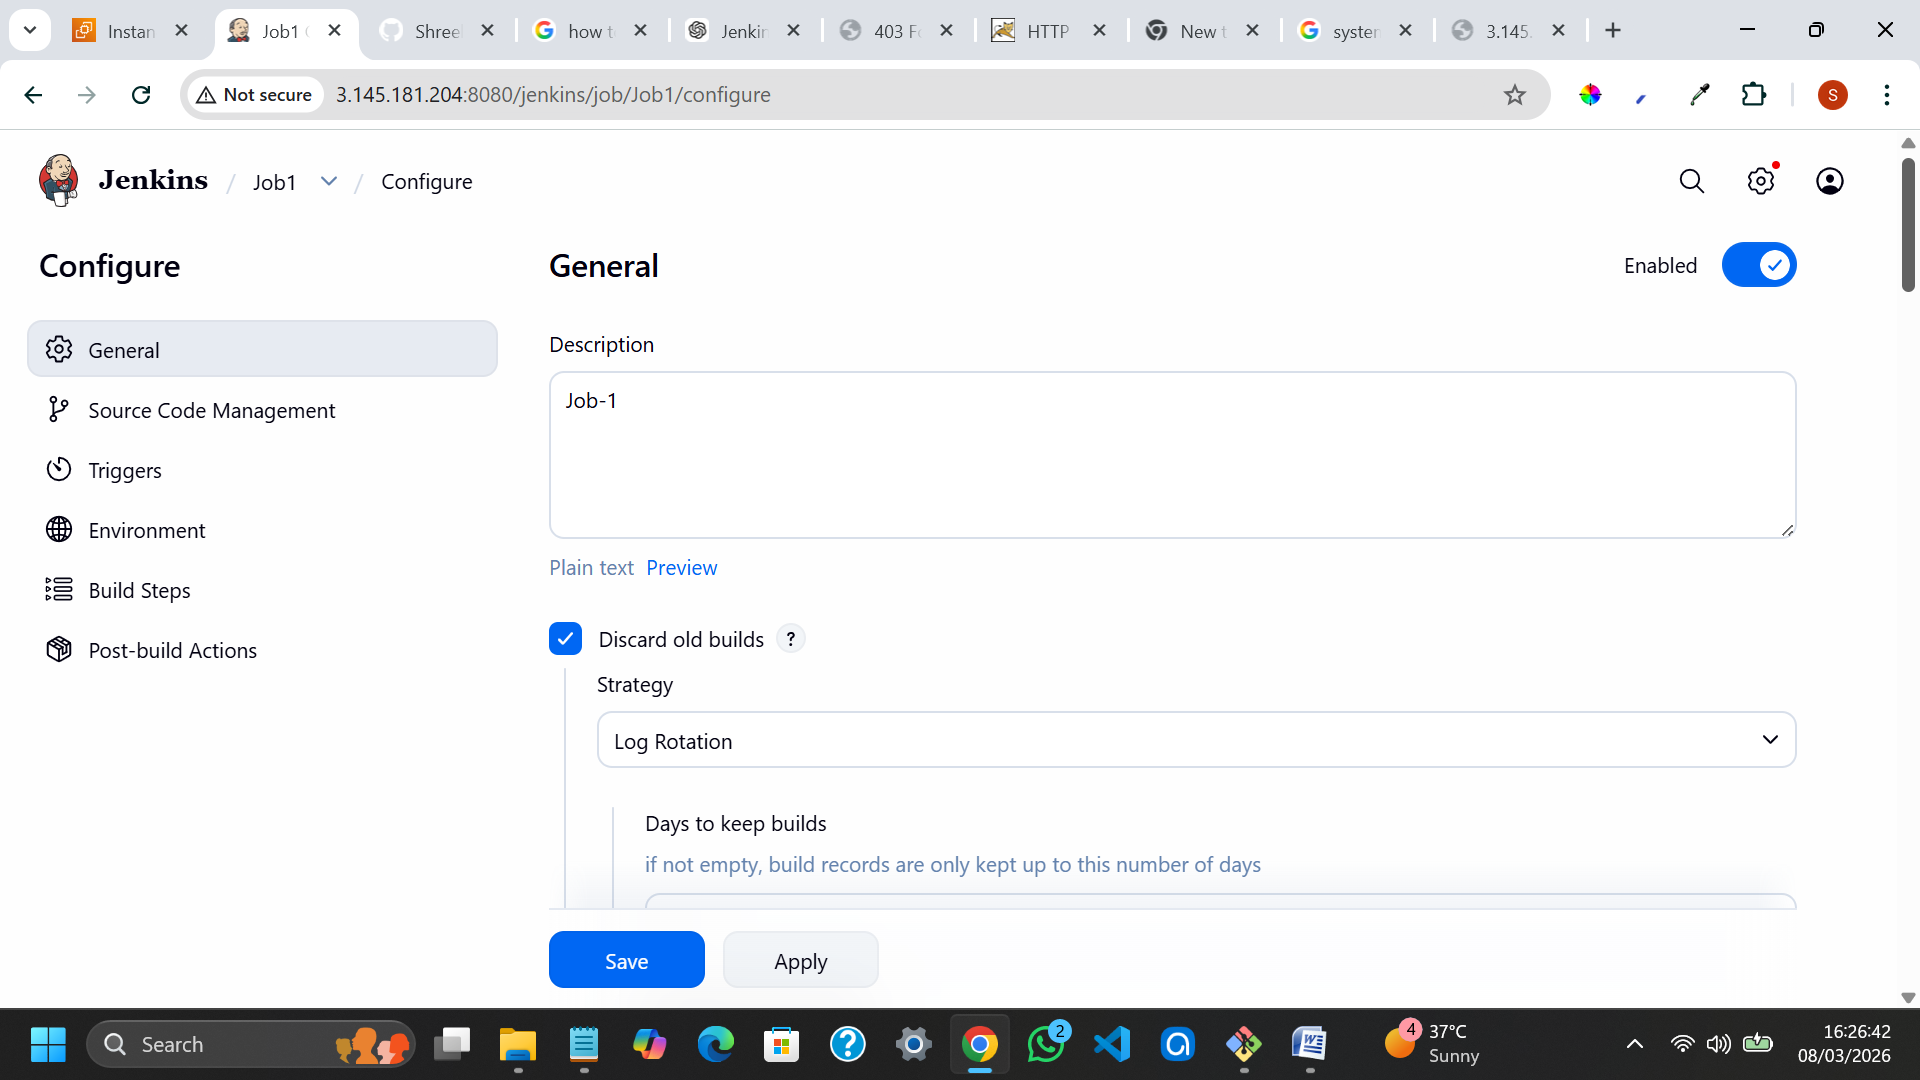 Instan
Job1
Shree
how t
Jenkin
403 F
HTTP
New t
system
3.145.
Not secure
3.145.181.204:8080/jenkins/job/Job1/configure
S
Jenkins / Job1 / Configure
Configure
General
Source Code Management
Triggers
Environment
Build Steps
Post-build Actions
General
Enabled
Description
Job-1
Plain text Preview
Discard old builds ?
Strategy
Log Rotation
Days to keep builds
if not empty, build records are only kept up to this number of days
Save
Apply
Search
2
4
37°C
Sunny
16:26:42
08/03/2026